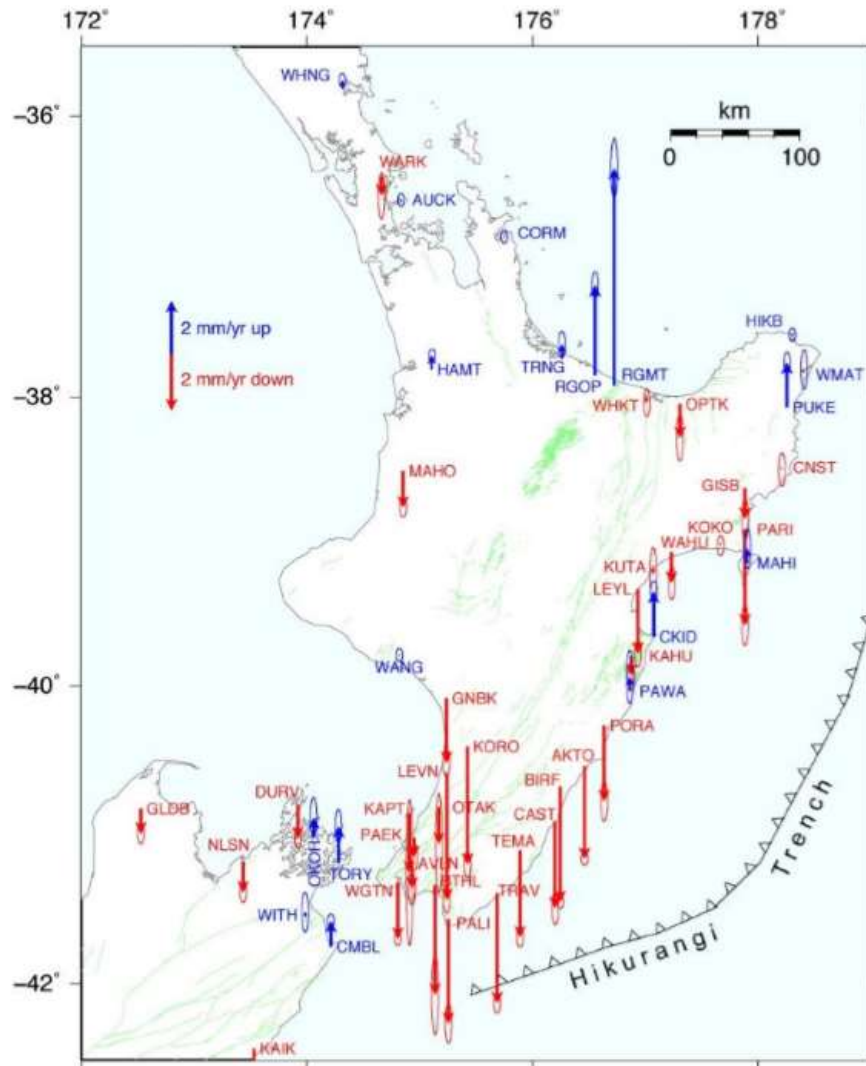 172° 174° 176° 178°
WHNG
−36°
km
0 100
WARK
AUCK
CORM
2 mm/yr up
2 mm/yr down
HIKB
HAMT
TRNG
WMAT
RGOP
RGMT
−38°
WHKT
OPTK
PUKE
MAHO
CNST
GISB
KOKO
PARI
WAHU
MAHI
KUTA
LEYL
CKID
WANG
KAHU
−40°
PAWA
GNBK
PORA
KORO
AKTO
LEVN
BIRF
DURV
GLDB
KAPT
OTAK
CAST
PAEK
TEMA
NLSN
OKOH
TORY
AVLN
BTHL
WGTN
TRAV
WITH
PALI
CMBL
Hikurangi Trench
−42°
KAIK